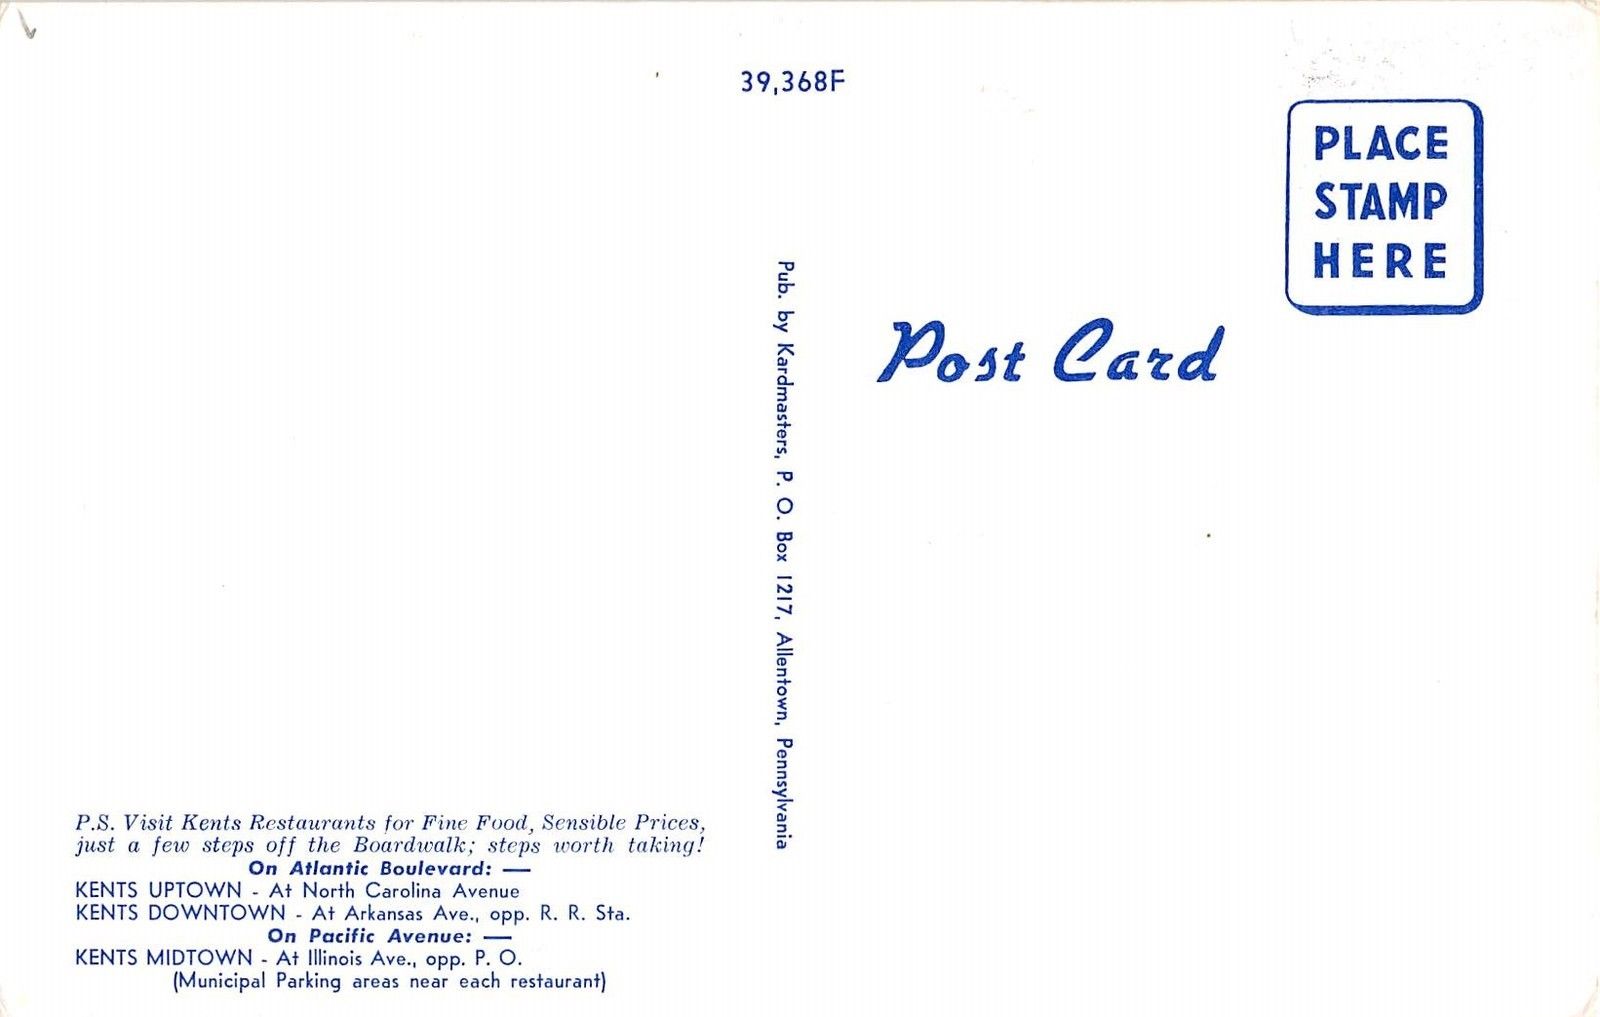 39,368F
PLACE
STAMP
HERE
Post Card
Pub. by Kardmasters, P. O. Box 1217, Allentown, Pennsylvania
P.S. Visit Kents Restaurants for Fine Food, Sensible Prices,
just a few steps off the Boardwalk; steps worth taking!
On Atlantic Boulevard: —
KENTS UPTOWN - At North Carolina Avenue
KENTS DOWNTOWN - At Arkansas Ave., opp. R. R. Sta.
On Pacific Avenue: —
KENTS MIDTOWN - At Illinois Ave., opp. P. O.
(Municipal Parking areas near each restaurant)